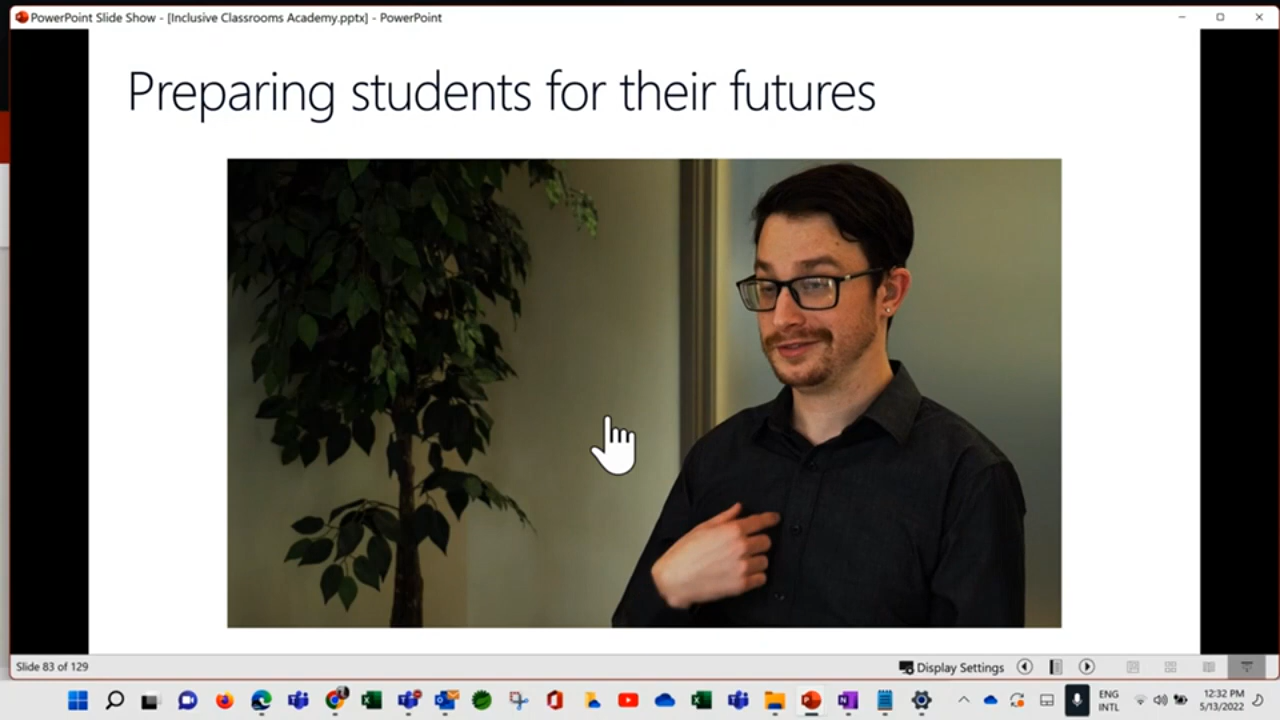 PowerPoint Slide Show - [Inclusive Classrooms Academy.pptx] - PowerPoint
Preparing students for their futures
Slide 83 of 129
Display Settings
ENG
INTL
12:32 PM
5/13/2022